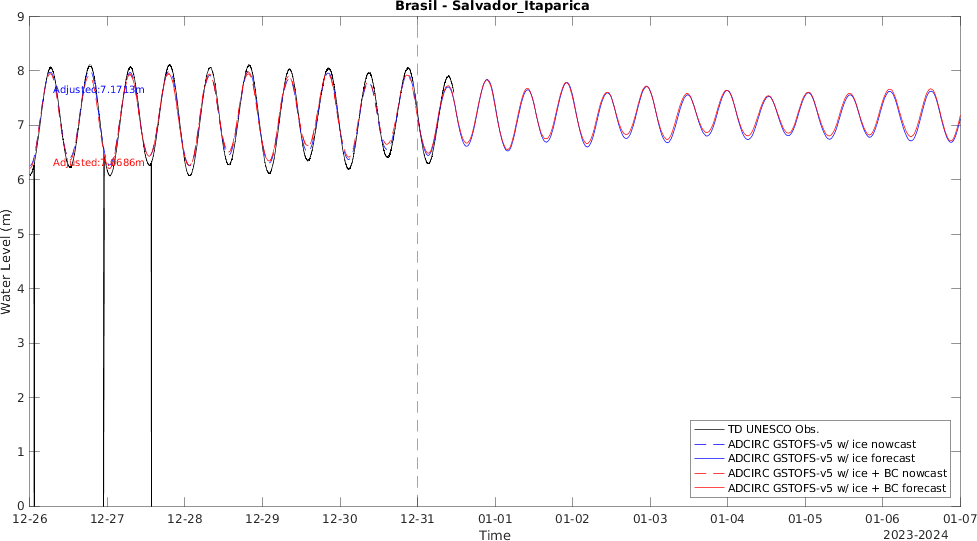 Brasil - Salvador_Itaparica
9
8
7
6
5
4
3
2
1
0
Water Level (m)
Adjusted:7.1713m
TD UNESCO Obs.
ADCIRC GSTOFS-v5 w/ ice nowcast
ADCIRC GSTOFS-v5 w/ ice forecast
ADCIRC GSTOFS-v5 w/ ice + BC nowcast
ADCIRC GSTOFS-v5 w/ ice + BC forecast
12-26 12-27 12-28 12-29 12-30 12-31 01-01 01-02 01-03 01-04 01-05 01-06 01-07
Time
2023-2024